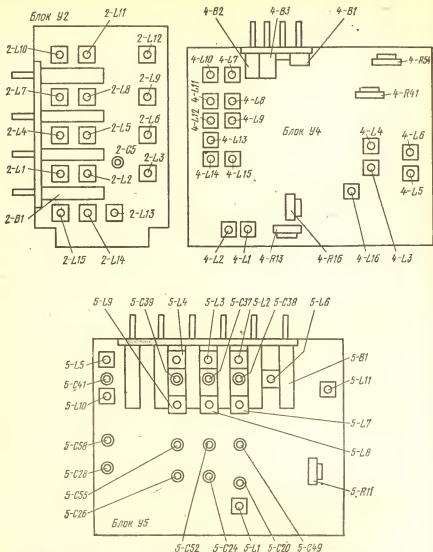 Блок У2
2-L11
2-L10
2-L12
2-L7
2-L8
2-L9
2-L4
2-L5
2-L6
2-C5
2-L1
2-L2
2-L3
2-B1
2-L13
2-L15
2-L14
4-B2
4-B3
4-B1
4-L10
4-L7
4-R54
4-L11
4-L8
4-R41
4-L12
4-L9
Блок У4
4-L13
4-L4
4-L6
4-L14
4-L15
4-L5
4-L2
4-L1
4-R13
4-R16
4-L16
4-L3
5-L9
5-C39
5-L4
5-L3
5-C37
5-L2
5-C38
5-L6
5-L5
5-B1
5-C41
5-L11
5-L10
5-L7
5-L8
5-C58
5-C28
5-C55
5-R11
5-C26
Блок У5
5-C52
5-C24
5-L1
5-C20
5-C49